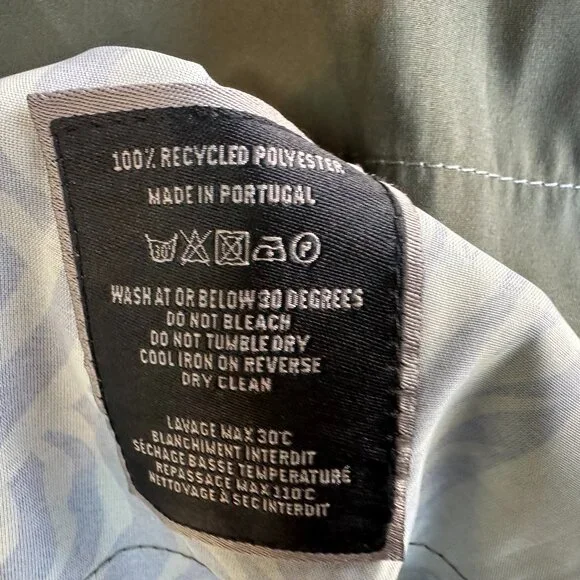 100% RECYCLED POLYESTER
MADE IN PORTUGAL
30 P
WASH AT OR BELOW 30 DEGREES
DO NOT BLEACH
DO NOT TUMBLE DRY
COOL IRON ON REVERSE
DRY CLEAN
LAVAGE MAX 30°C
BLANCHIMENT INTERDIT
SÉCHAGE BASSE TEMPERATURÉ
REPASSAGE MAX 110°C
NETTOYAGE À SEC INTERDIT